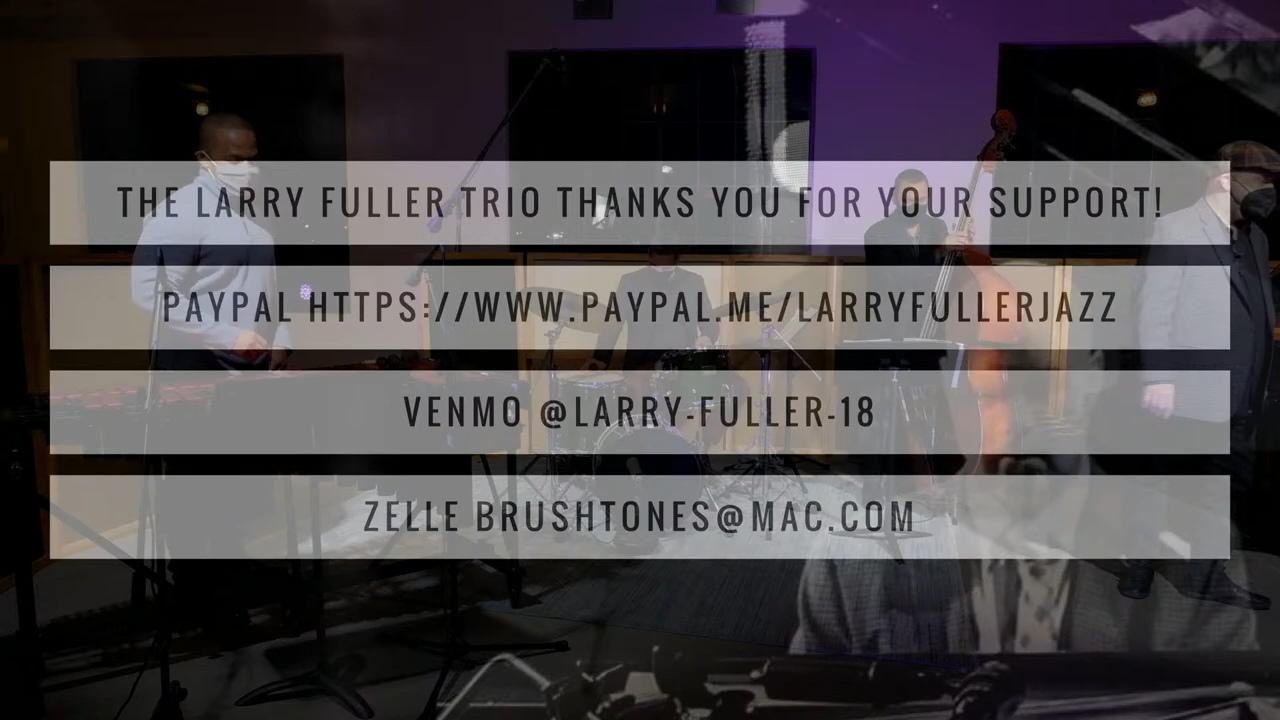 THE LARRY FULLER TRIO THANKS YOU FOR YOUR SUPPORT!
PAYPAL HTTPS://WWW.PAYPAL.ME/LARRYFULLERJAZZ
VENMO @LARRY-FULLER-18
ZELLE BRUSHTONES@MAC.COM